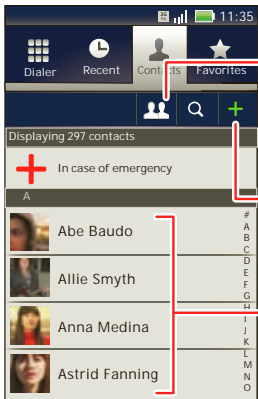 3G
11:35
Dialer Recent Contacts Favorites
Displaying 297 contacts
In case of emergency
A
#
A
Abe Baudo
B
C
D
E
Allie Smyth
F
G
H
I
Anna Medina
J
K
L
M
Astrid Fanning
N
O